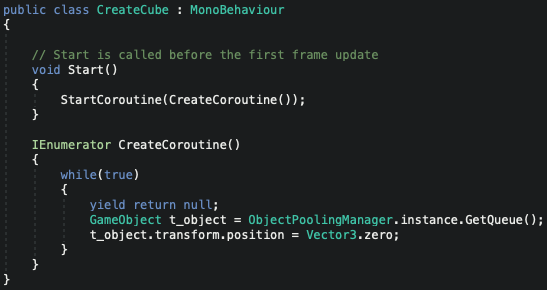 public class CreateCube : MonoBehaviour
{
// Start is called before the first frame update
void Start()
{
StartCoroutine(CreateCoroutine());
}
IEnumerator CreateCoroutine()
{
while(true)
{
yield return null;
GameObject t_object = ObjectPoolingManager.instance.GetQueue();
t_object.transform.position = Vector3.zero;
}
}
}